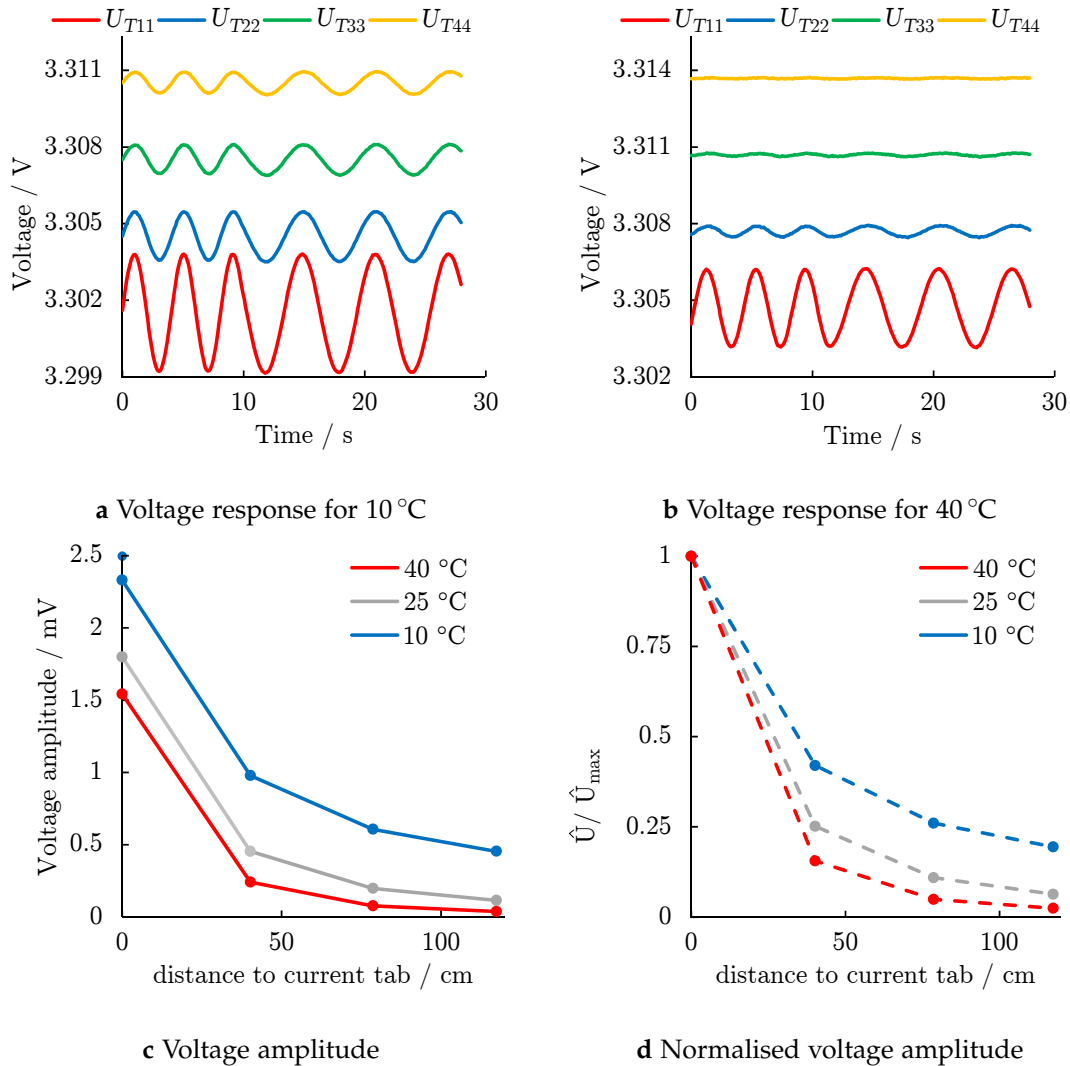 U_T11 U_T22 U_T33 U_T44
3.311
3.308
3.305
3.302
3.299
Voltage / V
0 10 20 30
Time / s
a Voltage response for 10 °C
U_T11 U_T22 U_T33 U_T44
3.314
3.311
3.308
3.305
3.302
Voltage / V
0 10 20 30
Time / s
b Voltage response for 40 °C
2.5
2
1.5
1
0.5
0
Voltage amplitude / mV
40 °C
25 °C
10 °C
0 50 100
distance to current tab / cm
c Voltage amplitude
1
0.75
0.5
0.25
0
Û/ Û_max
40 °C
25 °C
10 °C
0 50 100
distance to current tab / cm
d Normalised voltage amplitude